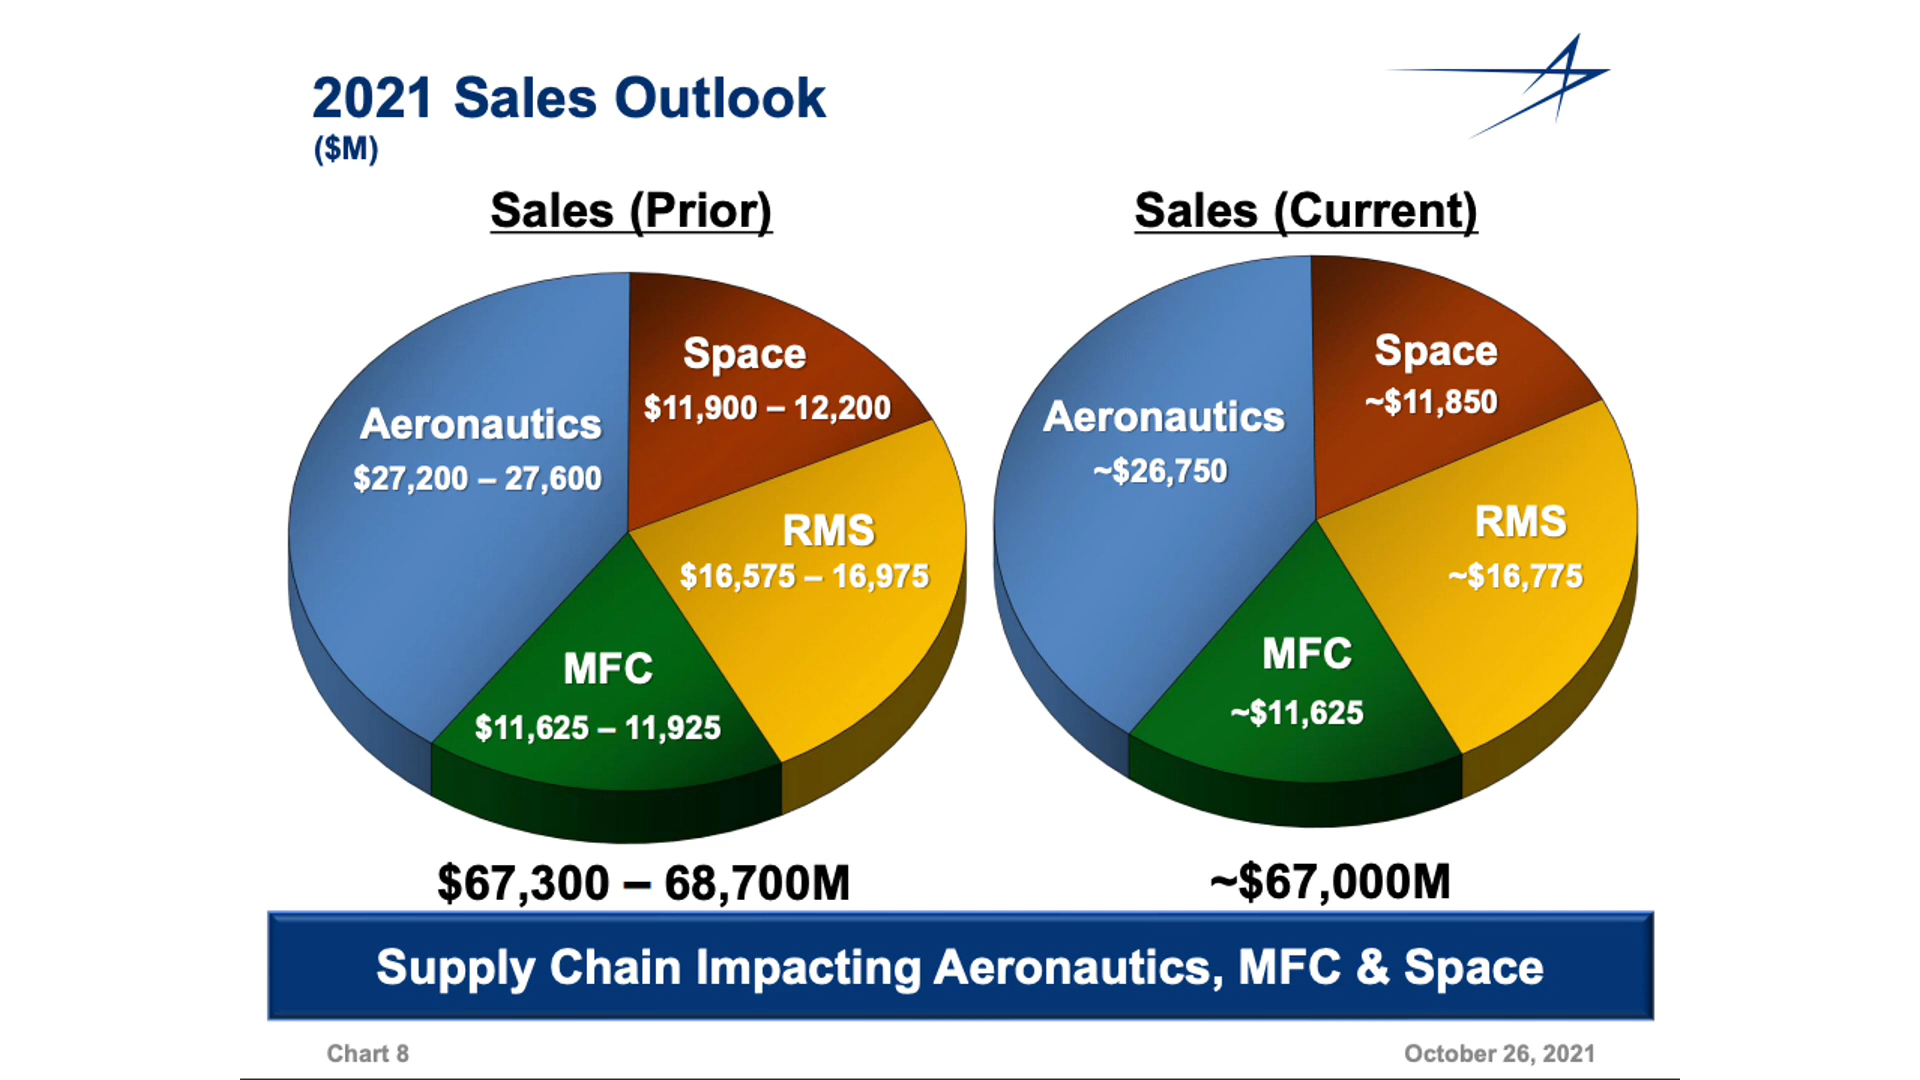 2021 Sales Outlook
($M)
Sales (Prior)
Space
$11,900 – 12,200
Aeronautics
$27,200 – 27,600
RMS
$16,575 – 16,975
MFC
$11,625 – 11,925
$67,300 – 68,700M
Sales (Current)
Space
~$11,850
Aeronautics
~$26,750
RMS
~$16,775
MFC
~$11,625
~$67,000M
Supply Chain Impacting Aeronautics, MFC & Space
Chart 8
October 26, 2021